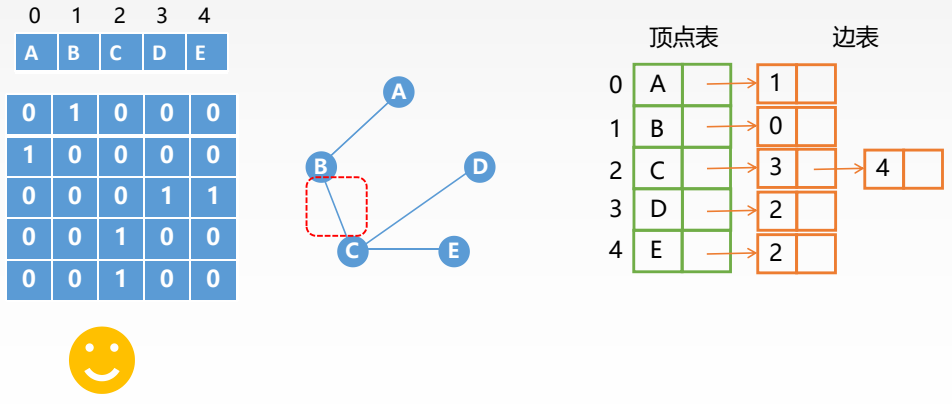 0 1 2 3 4
A B C D E
0 1 0 0 0
1 0 0 0 0
0 0 0 1 1
0 0 1 0 0
0 0 1 0 0
A
B
D
C
E
顶点表 边表
0 A 1
1 B 0
2 C 3 4
3 D 2
4 E 2